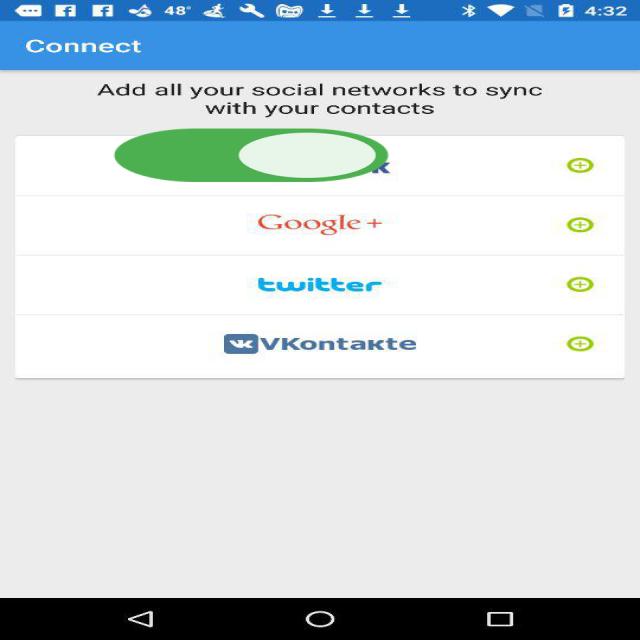 48°
4:32
Connect
Add all your social networks to sync
with your contacts
k
Google +
twitter
VKontakte